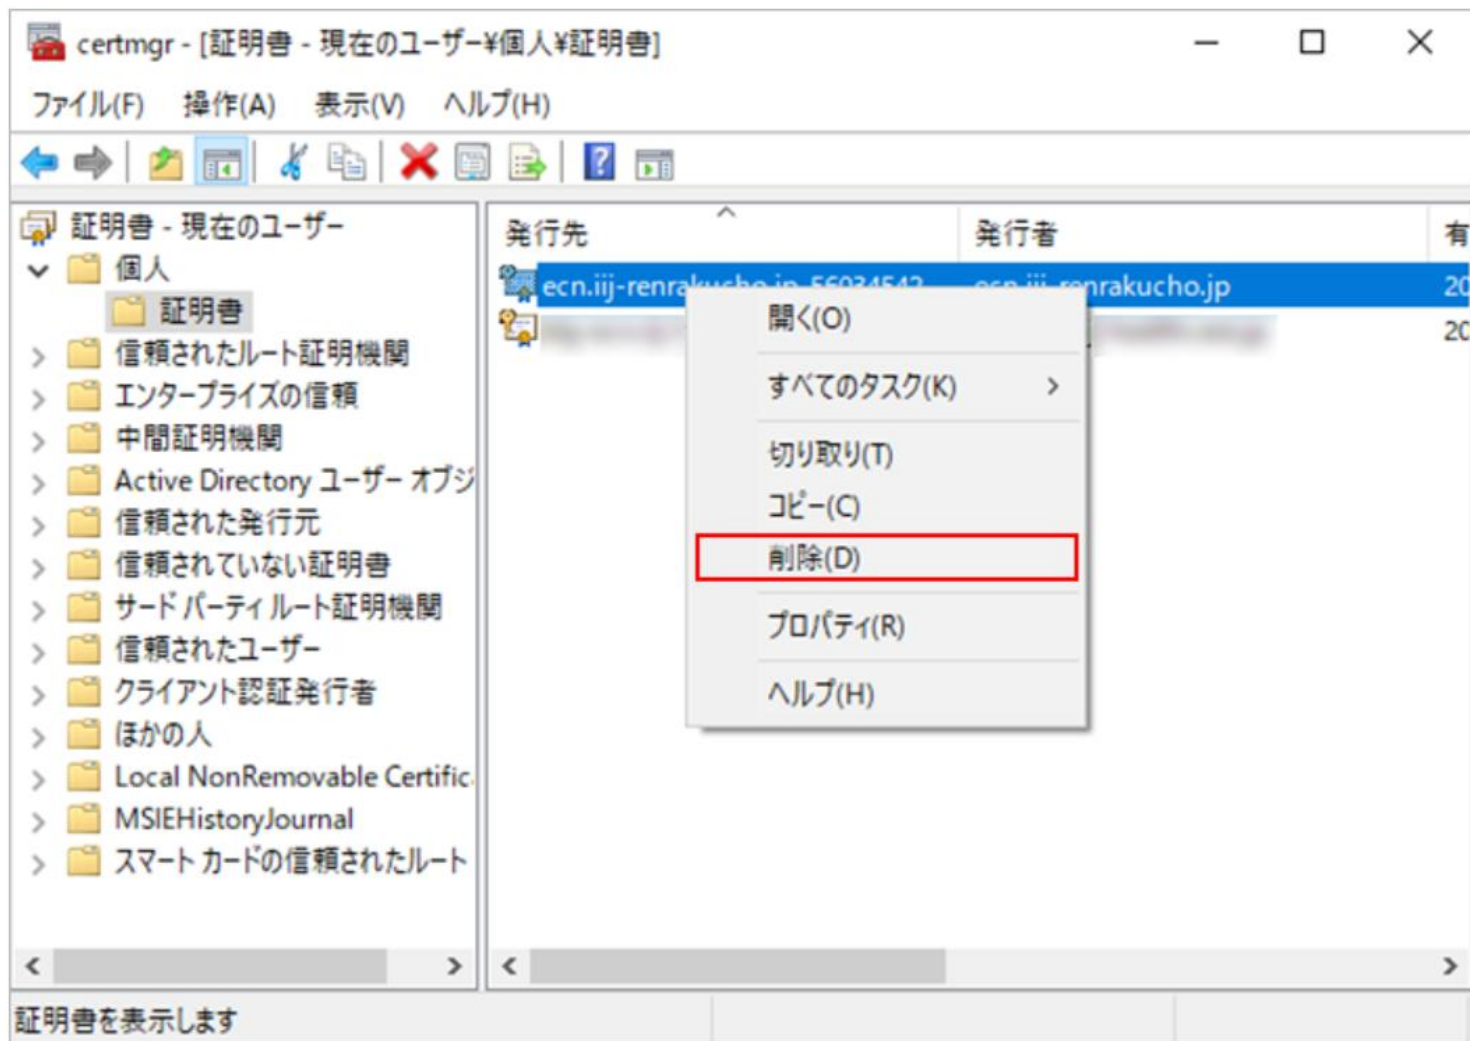 certmgr - [証明書 - 現在のユーザー¥個人¥証明書]
ファイル(F) 操作(A) 表示(V) ヘルプ(H)
証明書 - 現在のユーザー
個人
証明書
信頼されたルート証明機関
エンタープライズの信頼
中間証明機関
Active Directory ユーザー オブジ
信頼された発行元
信頼されていない証明書
サード パーティ ルート証明機関
信頼されたユーザー
クライアント認証発行者
ほかの人
Local NonRemovable Certific
MSIEHistoryJournal
スマート カードの信頼されたルート
発行先 発行者 有
ecn.iij-renrakucho.jp 56034542 ecn.iij-renrakucho.jp 20
20
開く(O)
すべてのタスク(K)
切り取り(T)
コピー(C)
削除(D)
プロパティ(R)
ヘルプ(H)
証明書を表示します